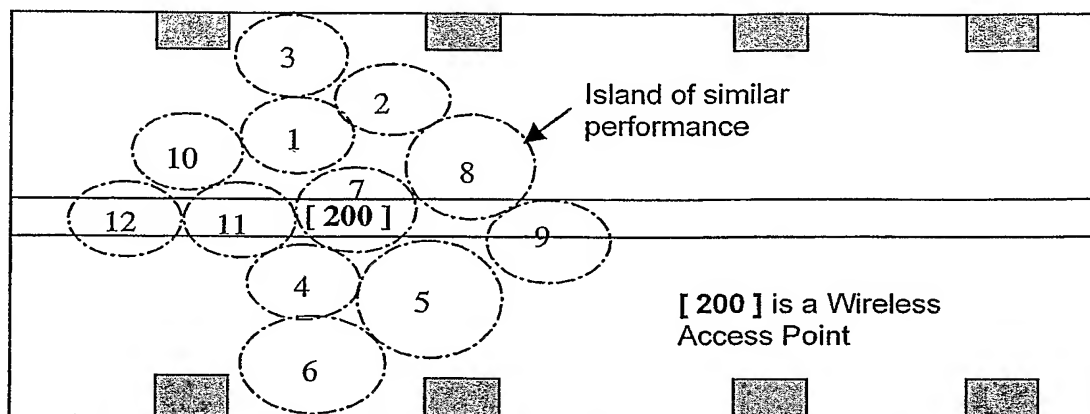 3
2
Island of similar
performance
1
10
8
7
12
11
[ 200 ]
9
4
5
[ 200 ] is a Wireless
Access Point
6